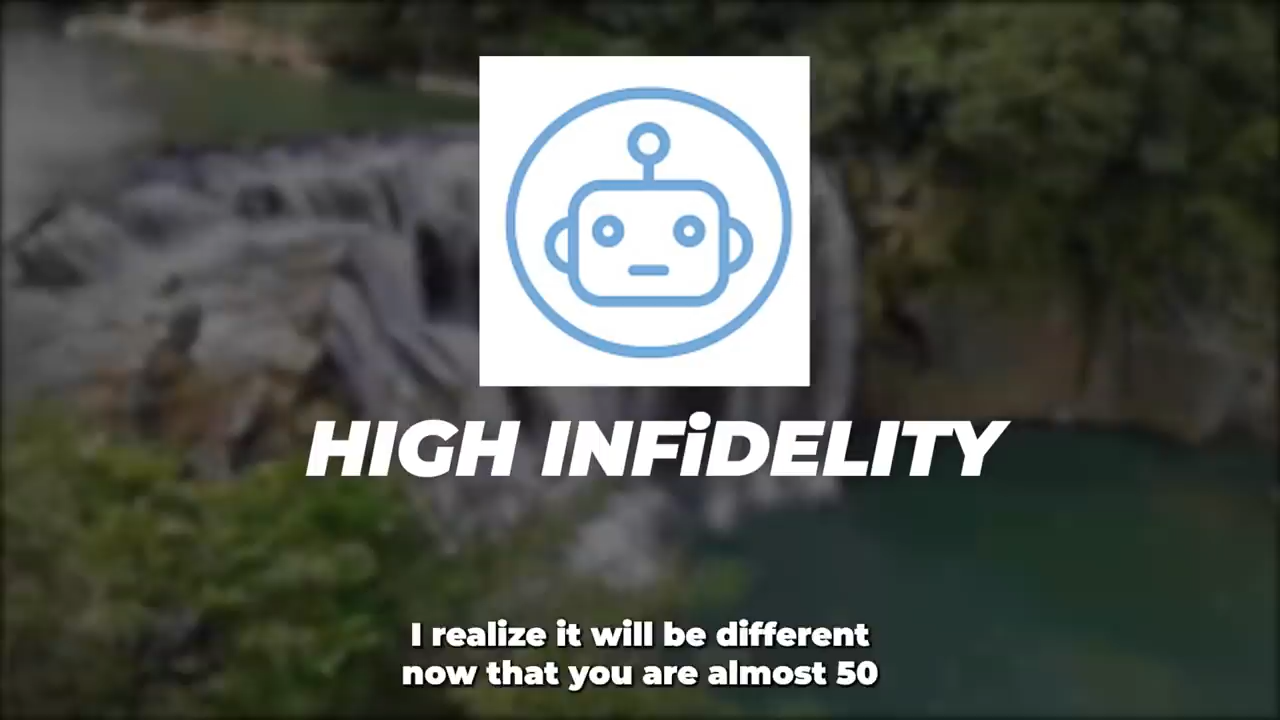 HIGH INFiDELITY
I realize it will be different
now that you are almost 50